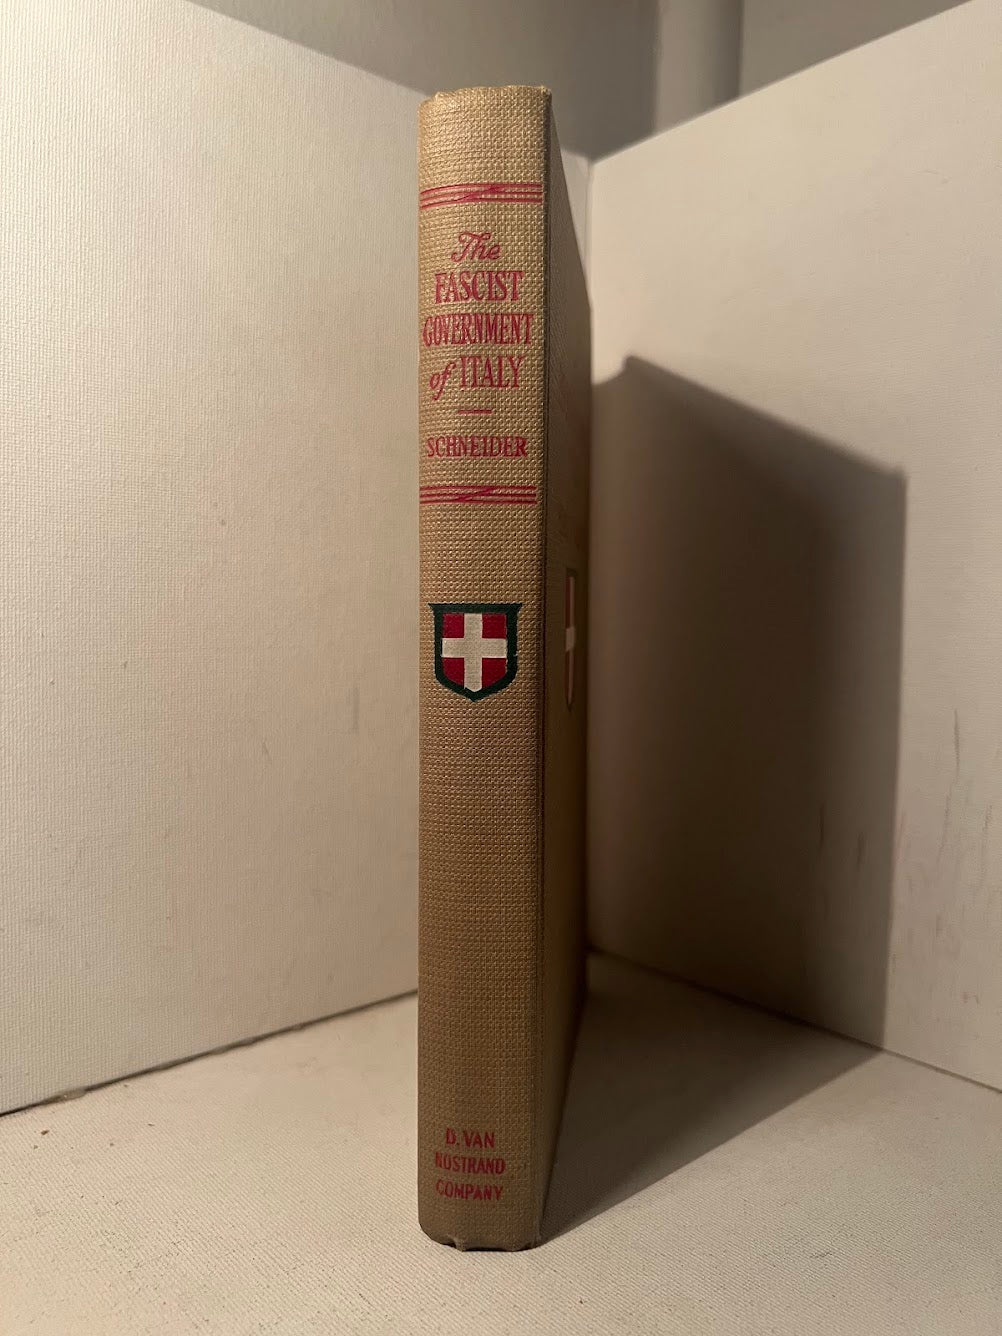 The
FASCIST
GOVERNMENT
of ITALY
SCHNEIDER
D. VAN
NOSTRAND
COMPANY